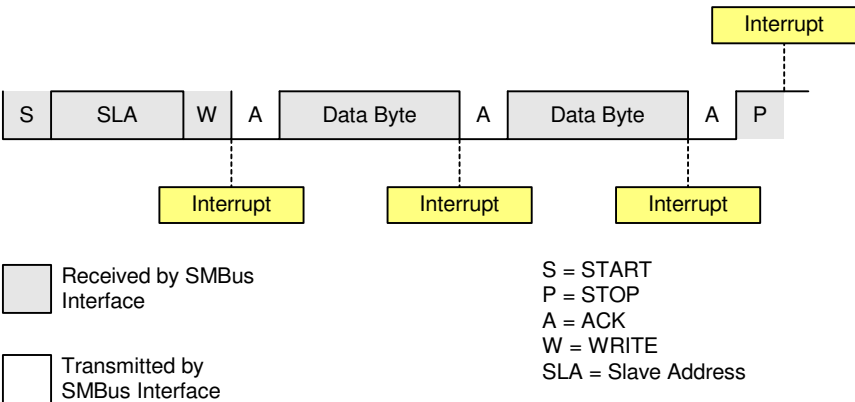 Interrupt
S SLA W A Data Byte A Data Byte A P
Interrupt Interrupt Interrupt
Received by SMBus
Interface
Transmitted by
SMBus Interface
S = START
P = STOP
A = ACK
W = WRITE
SLA = Slave Address